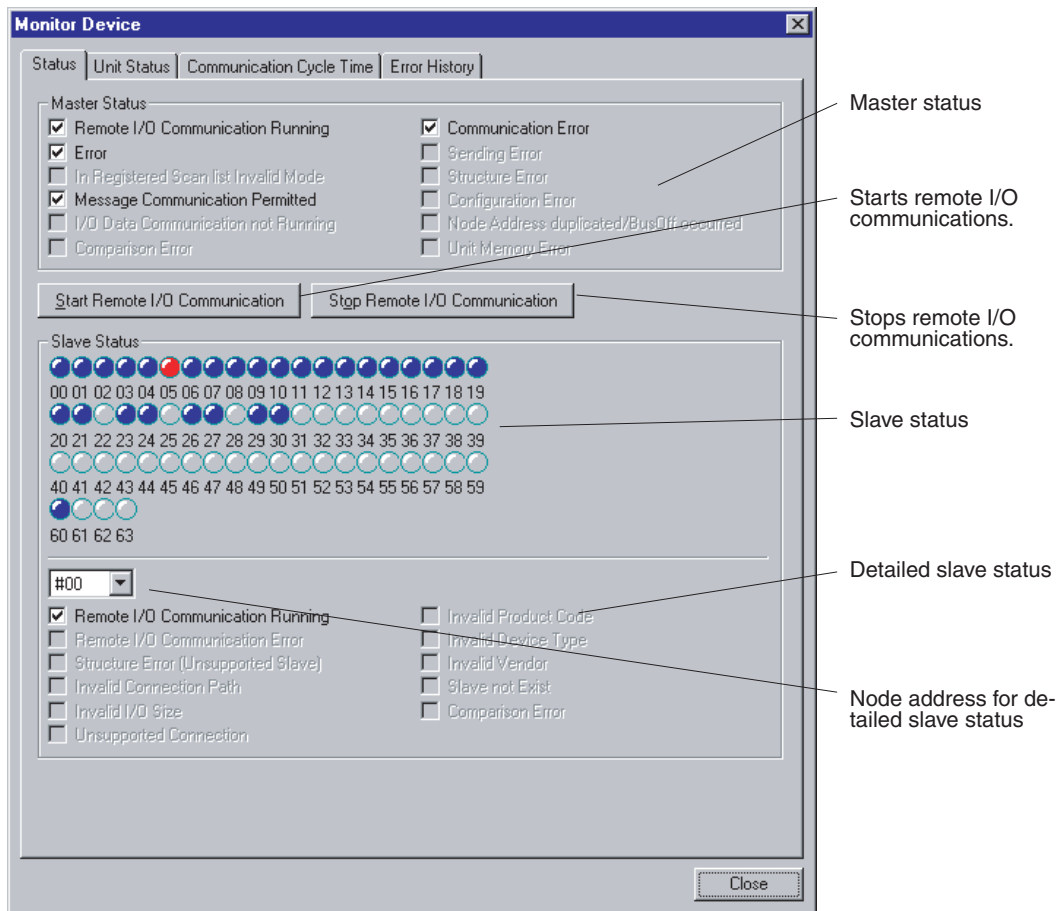 Monitor Device
Status
Unit Status
Communication Cycle Time
Error History
Master Status
Remote I/O Communication Running
Error
In Registered Scan list Invalid Mode
Message Communication Permitted
I/O Data Communication not Running
Comparison Error
Communication Error
Sending Error
Structure Error
Configuration Error
Node Address duplicated/BusOff occurred
Unit Memory Error
Start Remote I/O Communication
Stop Remote I/O Communication
Slave Status
00 01 02 03 04 05 06 07 08 09 10 11 12 13 14 15 16 17 18 19
20 21 22 23 24 25 26 27 28 29 30 31 32 33 34 35 36 37 38 39
40 41 42 43 44 45 46 47 48 49 50 51 52 53 54 55 56 57 58 59
60 61 62 63
#00
Remote I/O Communication Running
Remote I/O Communication Error
Structure Error (Unsupported Slave)
Invalid Connection Path
Invalid I/O Size
Unsupported Connection
Invalid Product Code
Invalid Device Type
Invalid Vendor
Slave not Exist
Comparison Error
Close
Master status
Starts remote I/O
communications.
Stops remote I/O
communications.
Slave status
Detailed slave status
Node address for de-
tailed slave status